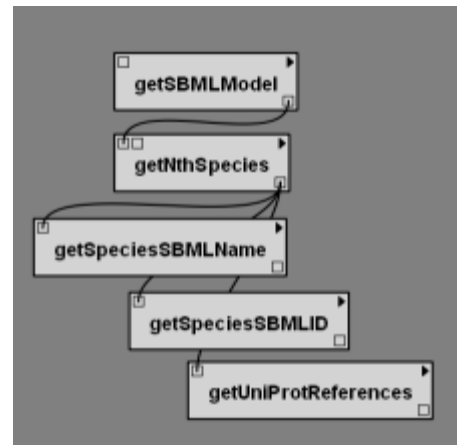 getSBMLModel
getNthSpecies
getSpeciesSBMLName
getSpeciesSBMLID
getUniProtReferences